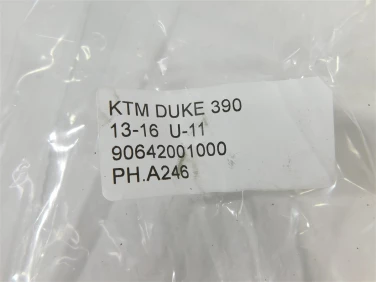 KTM DUKE 390
13-16 U-11
90642001000
PH.A246